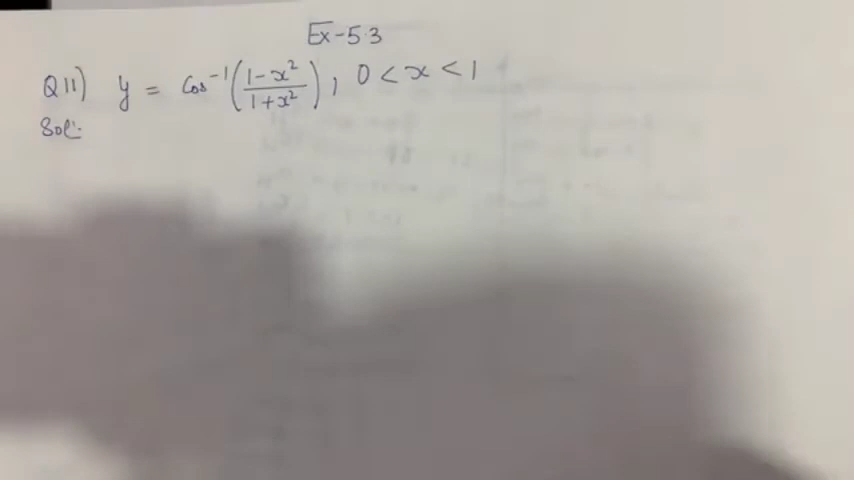 Ex-5.3
Q11) y = Cos⁻¹((1-x²)/(1+x²)), 0 < x < 1
Sol: